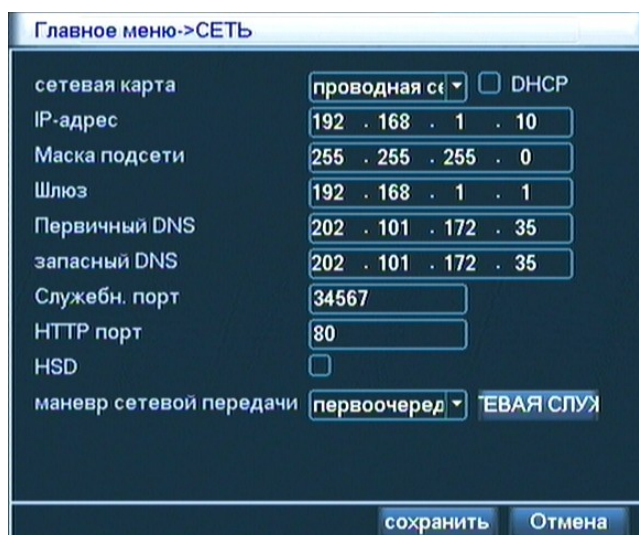 Главное меню->СЕТЬ
сетевая карта проводная се DHCP
IP-адрес 192 . 168 . 1 . 10
Маска подсети 255 . 255 . 255 . 0
Шлюз 192 . 168 . 1 . 1
Первичный DNS 202 . 101 . 172 . 35
запасный DNS 202 . 101 . 172 . 35
Служебн. порт 34567
HTTP порт 80
HSD
маневр сетевой передачи первоочеред ТЕВАЯ СЛУЖ
сохранить Отмена